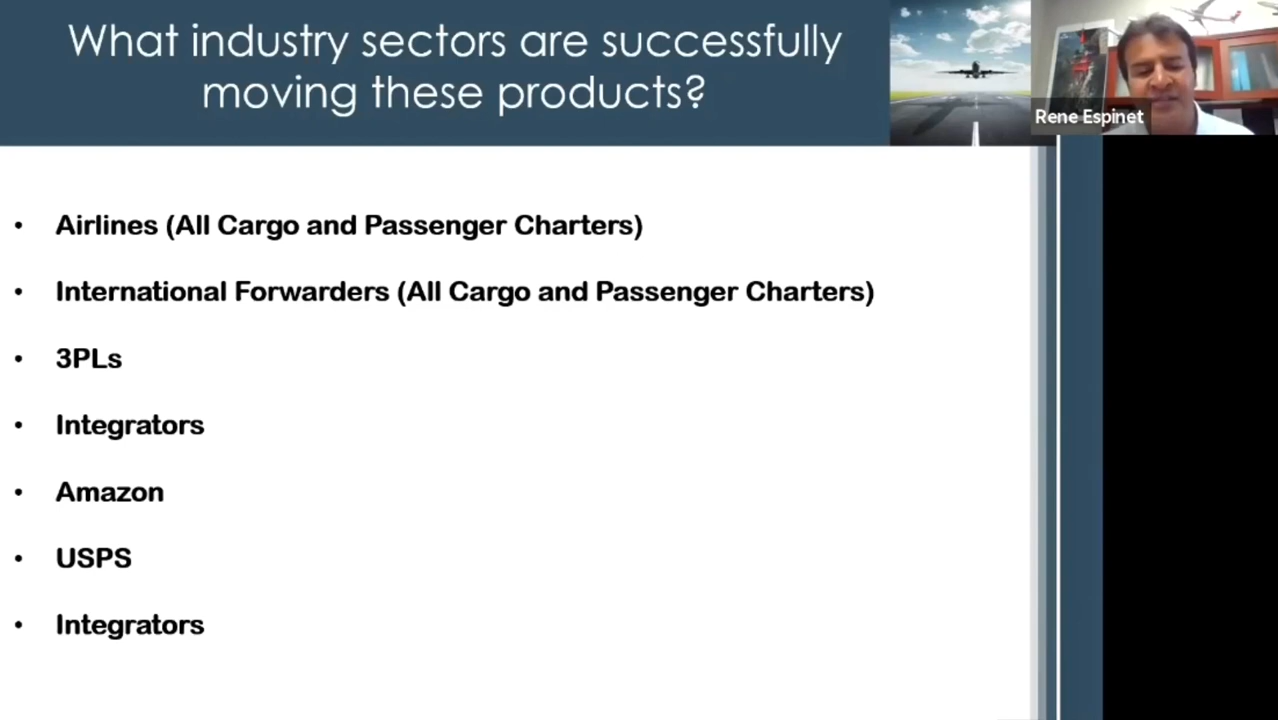 What industry sectors are successfully
moving these products?
Rene Espinet
• Airlines (All Cargo and Passenger Charters)
• International Forwarders (All Cargo and Passenger Charters)
• 3PLs
• Integrators
• Amazon
• USPS
• Integrators